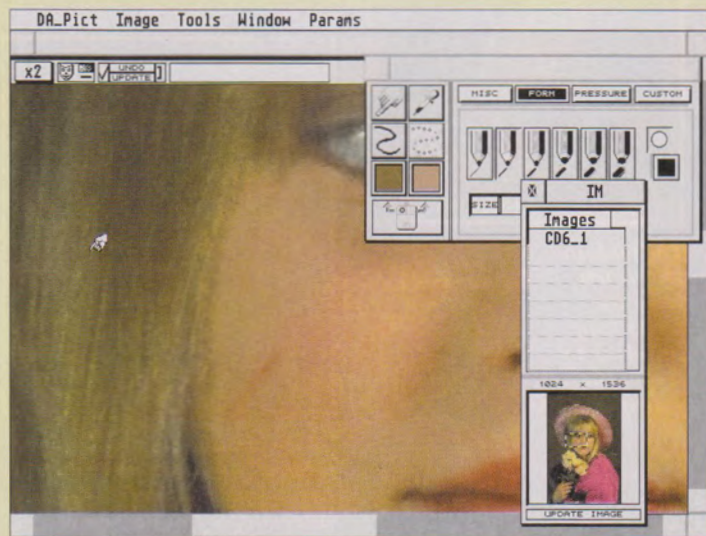 DA_Pict Image Tools Window Params
x2 UNDO
UPDATE
MISC FORM PRESSURE CUSTOM
SIZE
IM
Images
CD6_1
1024 x 1536
UPDATE IMAGE